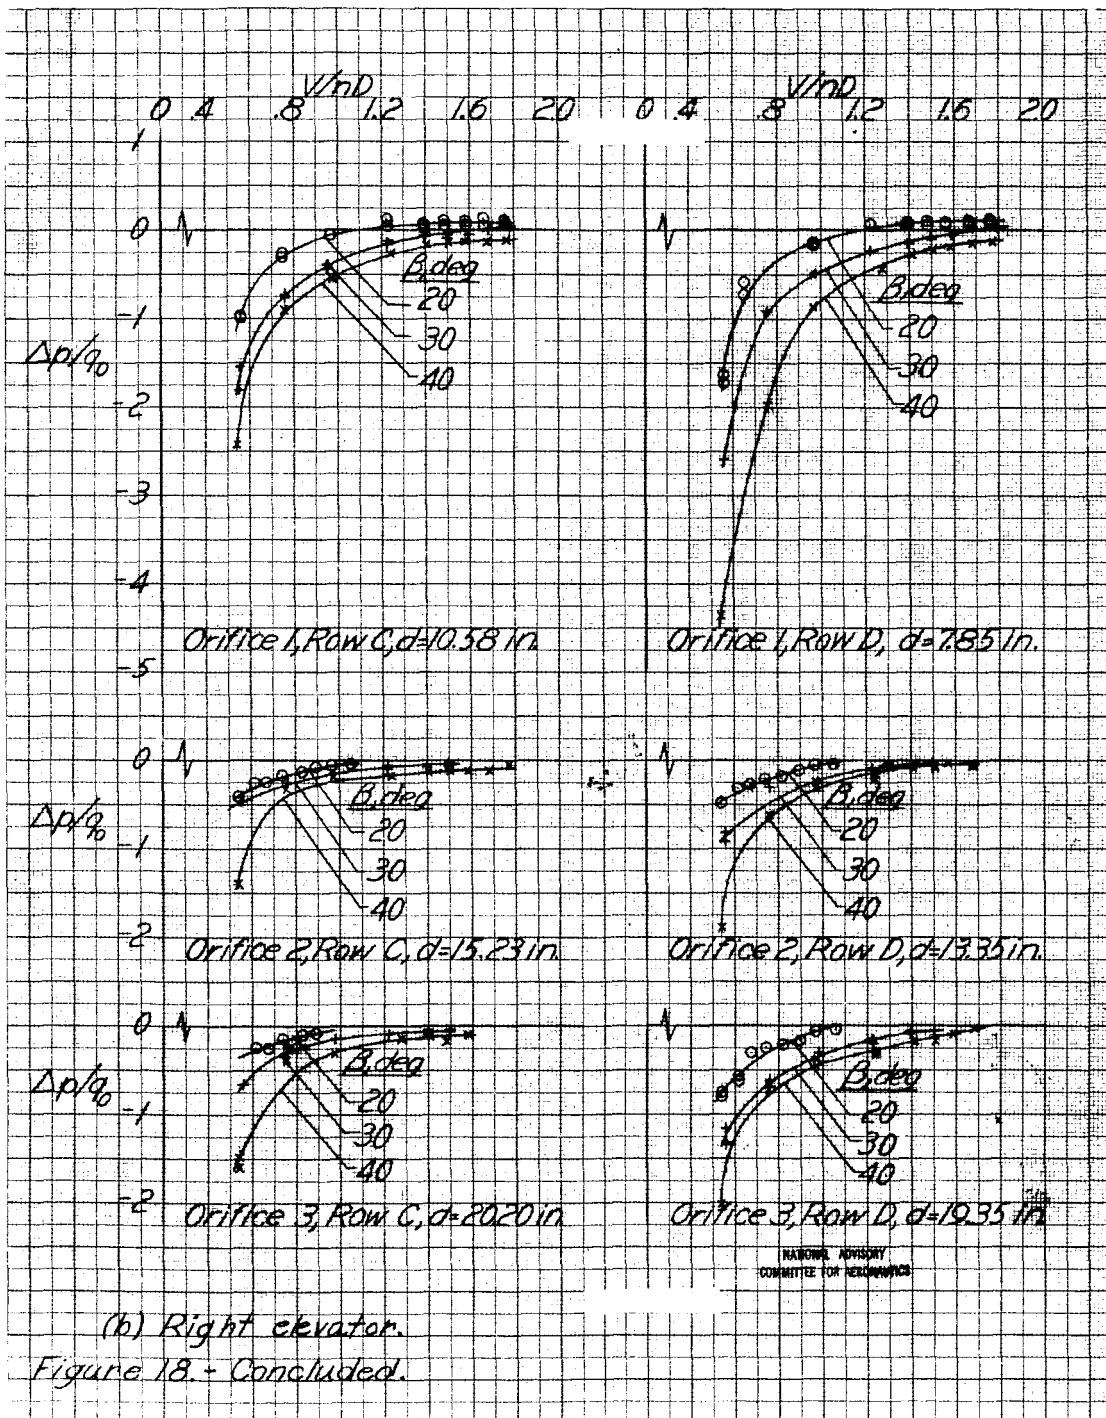 V/nD V/nD
0 .4 .8 1.2 1.6 2.0 0 .4 .8 1.2 1.6 2.0
1
0
β, deg β, deg
20 20
-1
30 30
Δp/q₀
40 40
-2
-3
-4
Orifice 1, Row C, d=10.58 in. Orifice 1, Row D, d=7.85 in.
-5
0
β, deg β, deg
Δp/q₀
20 20
-1
30 30
40 40
-2
Orifice 2, Row C, d=15.23 in. Orifice 2, Row D, d=13.35 in.
0
β, deg β, deg
Δp/q₀
20 20
-1
30 30
40 40
-2
Orifice 3, Row C, d=20.20 in. Orifice 3, Row D, d=19.35 in.
NATIONAL ADVISORY
COMMITTEE FOR AERONAUTICS
(b) Right elevator.
Figure 18.- Concluded.